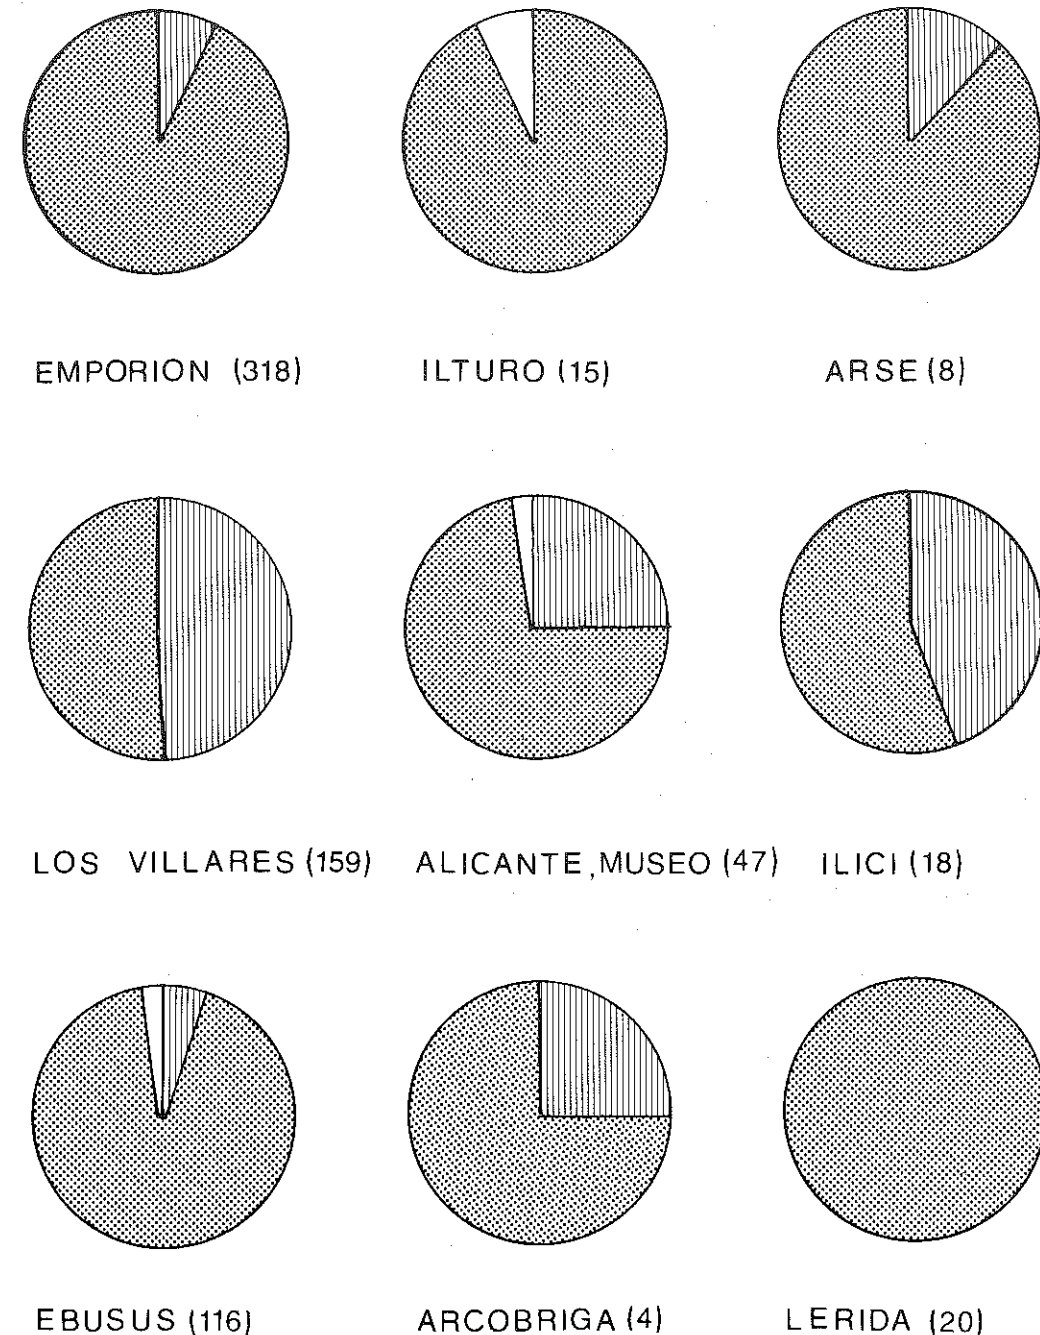 EMPORION (318) ILTURO (15) ARSE (8)
LOS VILLARES (159) ALICANTE, MUSEO (47) ILICI (18)
EBUSUS (116) ARCOBRIGA (4) LERIDA (20)